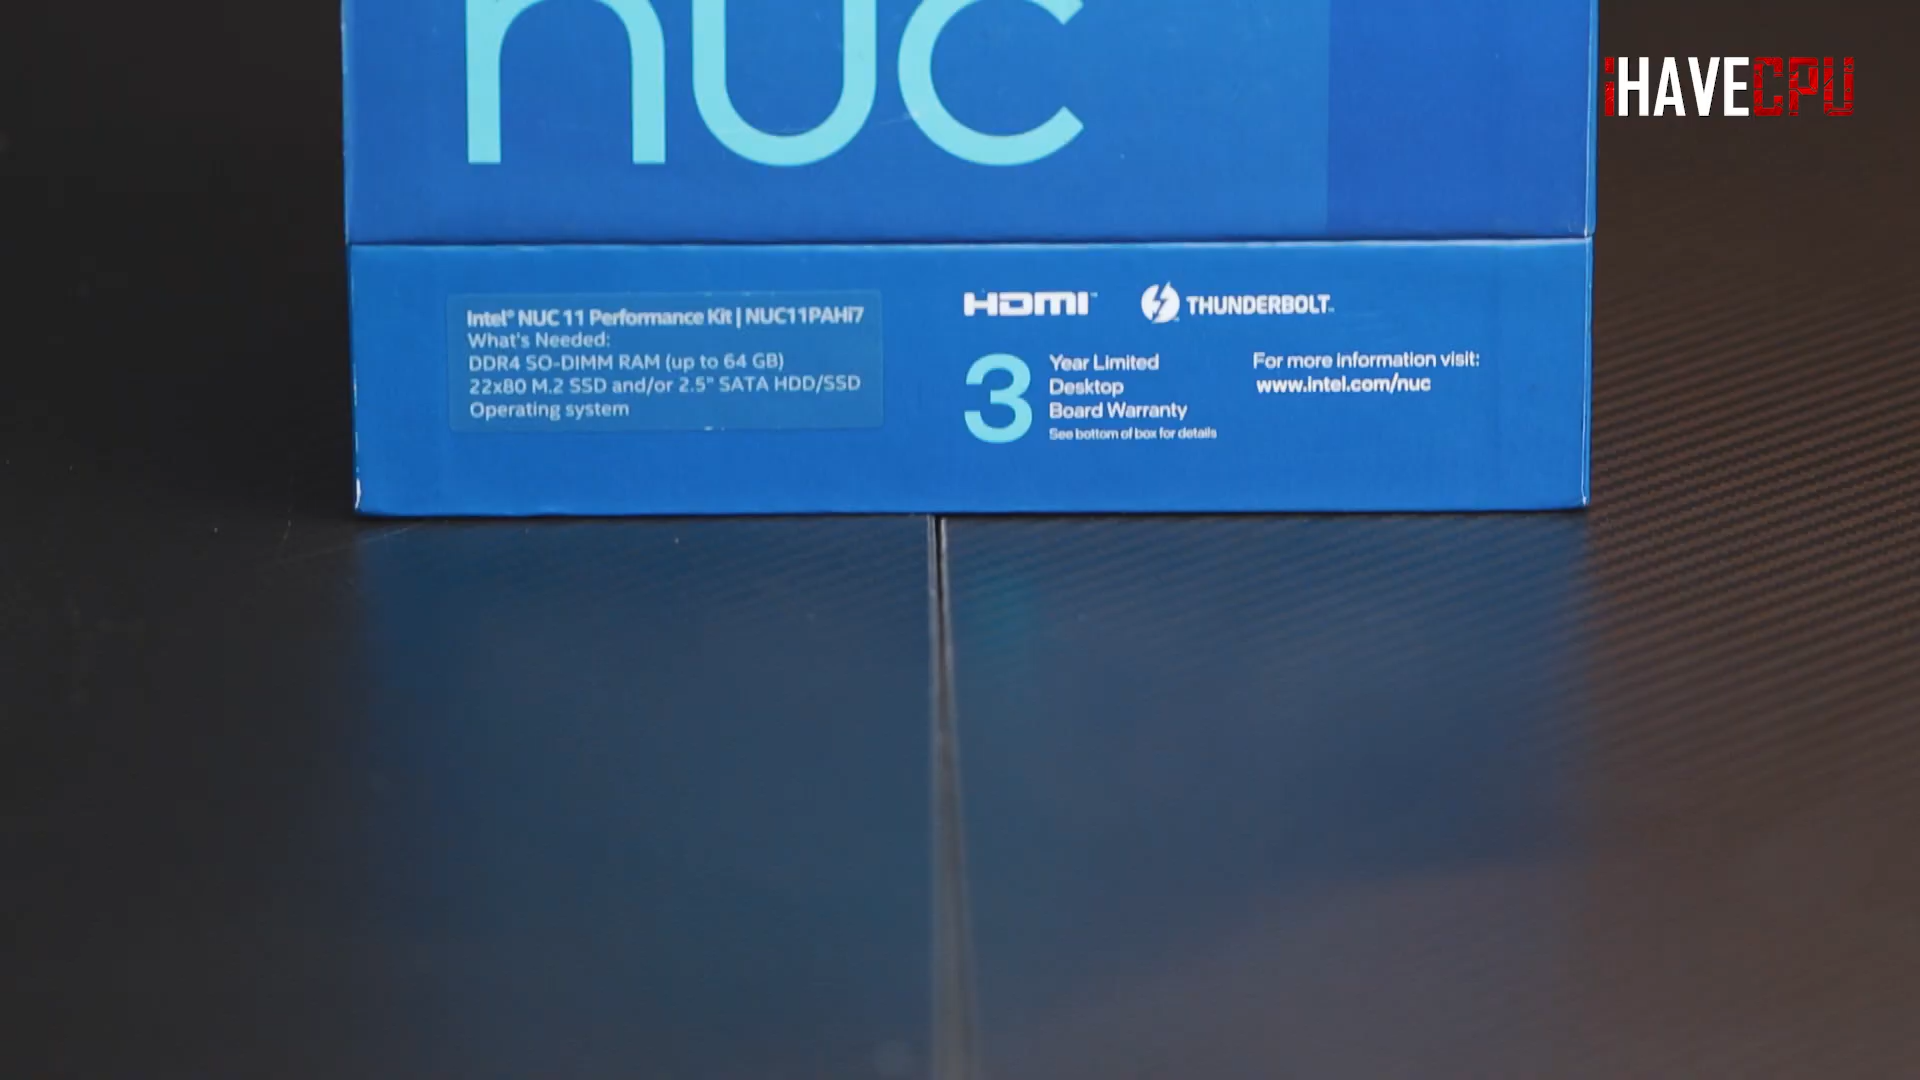 nuc
iHAVECPU
Intel® NUC 11 Performance Kit | NUC11PAHi7
What's Needed:
DDR4 SO-DIMM RAM (up to 64 GB)
22x80 M.2 SSD and/or 2.5" SATA HDD/SSD
Operating system
HDMI™
THUNDERBOLT™
3
Year Limited
Desktop
Board Warranty
See bottom of box for details
For more information visit:
www.intel.com/nuc